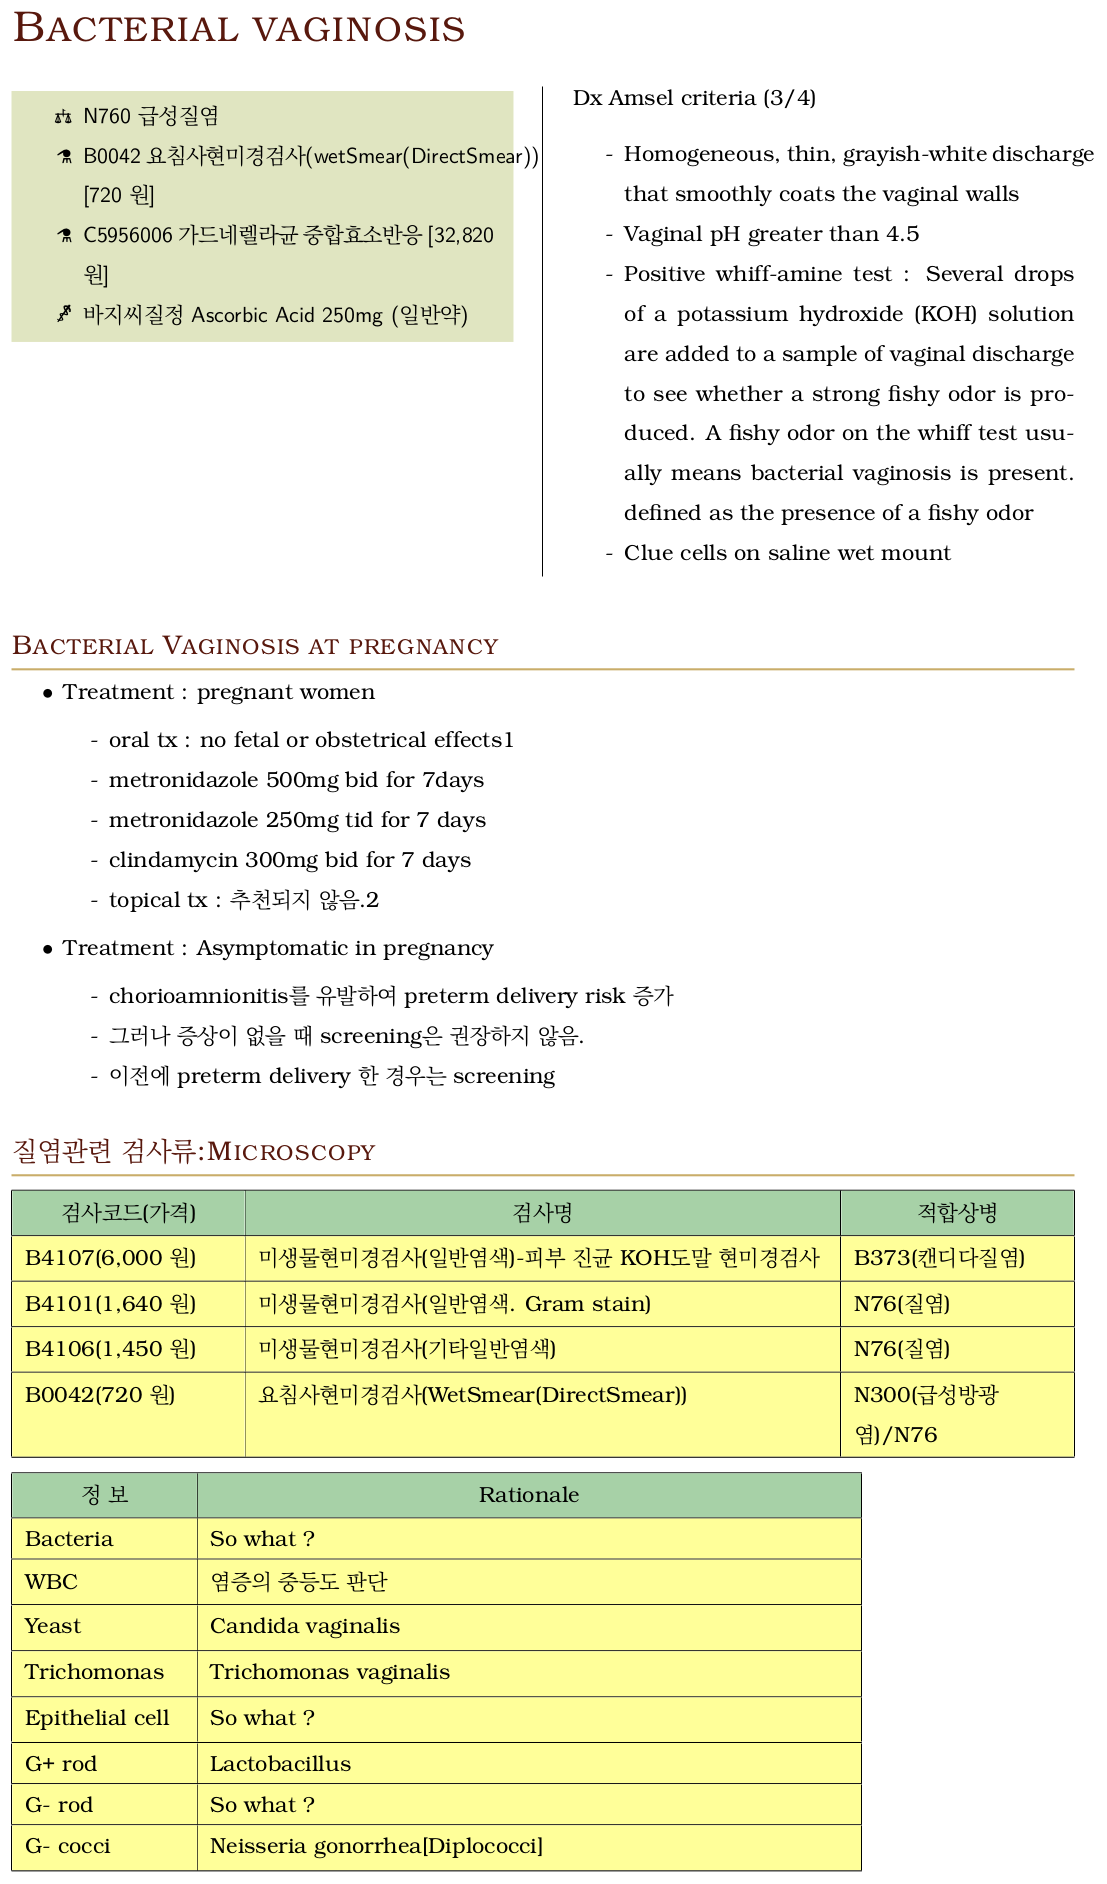 BACTERIAL VAGINOSIS
N760 급성질염
B0042 요침사현미경검사(wetSmear(DirectSmear))
[720 원]
C5956006 가드네렐라균 중합효소반응 [32,820
원]
바지씨질정 Ascorbic Acid 250mg (일반약)
Dx Amsel criteria (3/4)
- Homogeneous, thin, grayish-white discharge
that smoothly coats the vaginal walls
- Vaginal pH greater than 4.5
- Positive whiff-amine test : Several drops
of a potassium hydroxide (KOH) solution
are added to a sample of vaginal discharge
to see whether a strong fishy odor is pro-
duced. A fishy odor on the whiff test usu-
ally means bacterial vaginosis is present.
defined as the presence of a fishy odor
- Clue cells on saline wet mount
BACTERIAL VAGINOSIS AT PREGNANCY
• Treatment : pregnant women
- oral tx : no fetal or obstetrical effects1
- metronidazole 500mg bid for 7days
- metronidazole 250mg tid for 7 days
- clindamycin 300mg bid for 7 days
- topical tx : 추천되지 않음.2
• Treatment : Asymptomatic in pregnancy
- chorioamnionitis를 유발하여 preterm delivery risk 증가
- 그러나 증상이 없을 때 screening은 권장하지 않음.
- 이전에 preterm delivery 한 경우는 screening
질염관련 검사류:MICROSCOPY
검사코드(가격) 검사명 적합상병
B4107(6,000 원) 미생물현미경검사(일반염색)-피부 진균 KOH도말 현미경검사 B373(캔디다질염)
B4101(1,640 원) 미생물현미경검사(일반염색. Gram stain) N76(질염)
B4106(1,450 원) 미생물현미경검사(기타일반염색) N76(질염)
B0042(720 원) 요침사현미경검사(WetSmear(DirectSmear)) N300(급성방광
염)/N76
정 보 Rationale
Bacteria So what ?
WBC 염증의 중등도 판단
Yeast Candida vaginalis
Trichomonas Trichomonas vaginalis
Epithelial cell So what ?
G+ rod Lactobacillus
G- rod So what ?
G- cocci Neisseria gonorrhea[Diplococci]